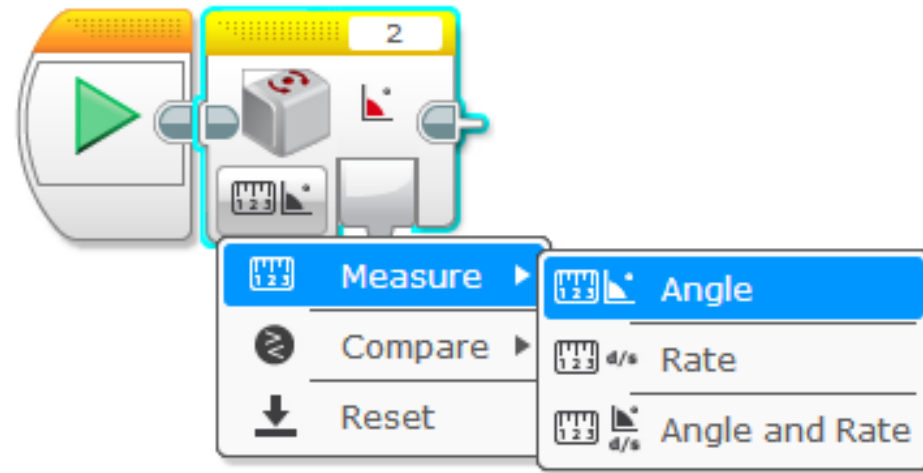 2
Measure
Compare
Reset
Angle
d/s Rate
d/s Angle and Rate